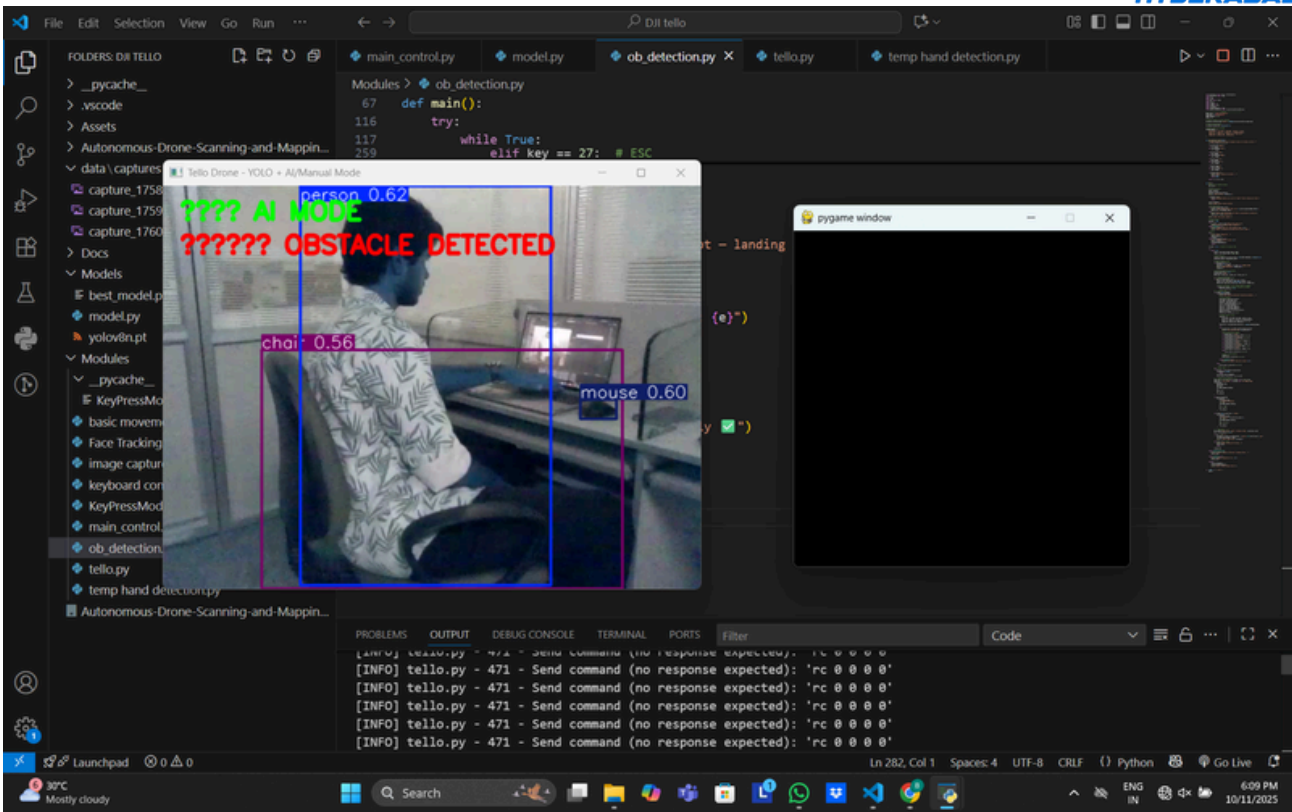 File Edit Selection View Go Run ...
DJI tello
FOLDERS: DJI TELLO
main_control.py
model.py
ob_detection.py
tello.py
temp hand detection.py
Modules > ob_detection.py
> __pycache__
> .vscode
> Assets
> Autonomous-Drone-Scanning-and-Mappin...
data\captures
capture_1758
capture_1759
capture_1760
> Docs
Models
best_model.p
model.py
yolov8n.pt
Modules
__pycache__
KeyPressMo
basic movem
Face Tracking
image captur
keyboard con
KeyPressMod
main_control.
ob_detection.
tello.py
temp hand detection.py
Autonomous-Drone-Scanning-and-Mappin...
67 def main():
116 try:
117 while True:
259 elif key == 27: # ESC
pt – landing
{e}")
y ✅")
Tello Drone - YOLO + AI/Manual Mode
person 0.62
???? AI MODE
?????? OBSTACLE DETECTED
chair 0.56
mouse 0.60
pygame window
PROBLEMS OUTPUT DEBUG CONSOLE TERMINAL PORTS
Filter
Code
[INFO] tello.py - 471 - Send command (no response expected): 'rc 0 0 0 0'
[INFO] tello.py - 471 - Send command (no response expected): 'rc 0 0 0 0'
[INFO] tello.py - 471 - Send command (no response expected): 'rc 0 0 0 0'
[INFO] tello.py - 471 - Send command (no response expected): 'rc 0 0 0 0'
[INFO] tello.py - 471 - Send command (no response expected): 'rc 0 0 0 0'
Launchpad 0 0 Ln 282, Col 1 Spaces: 4 UTF-8 CRLF {} Python Go Live
6
30°C
Mostly cloudy
Search
ENG
IN
6:09 PM
10/11/2025